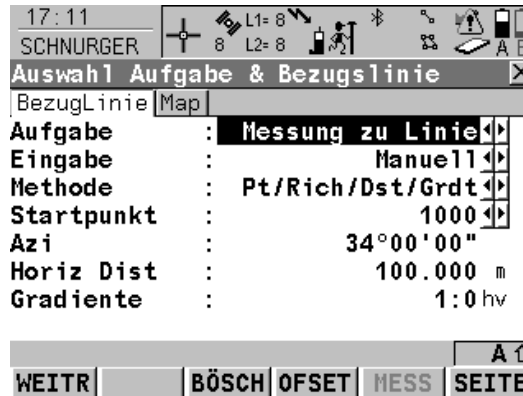 17:11
SCHNURGER
L1= 8
8 L2= 8
Auswahl Aufgabe & Bezugslinie
BezugLinie Map
Aufgabe : Messung zu Linie
Eingabe : Manuell
Methode : Pt/Rich/Dst/Grdt
Startpunkt : 1000
Azi : 34°00'00"
Horiz Dist : 100.000 m
Gradiente : 1:0 hv
A
WEITR BÖSCH OFSET MESS SEITE